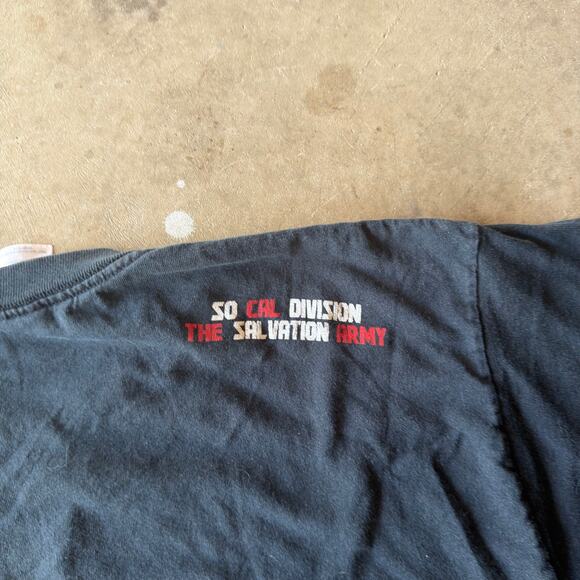 SO CAL DIVISION
THE SALVATION ARMY